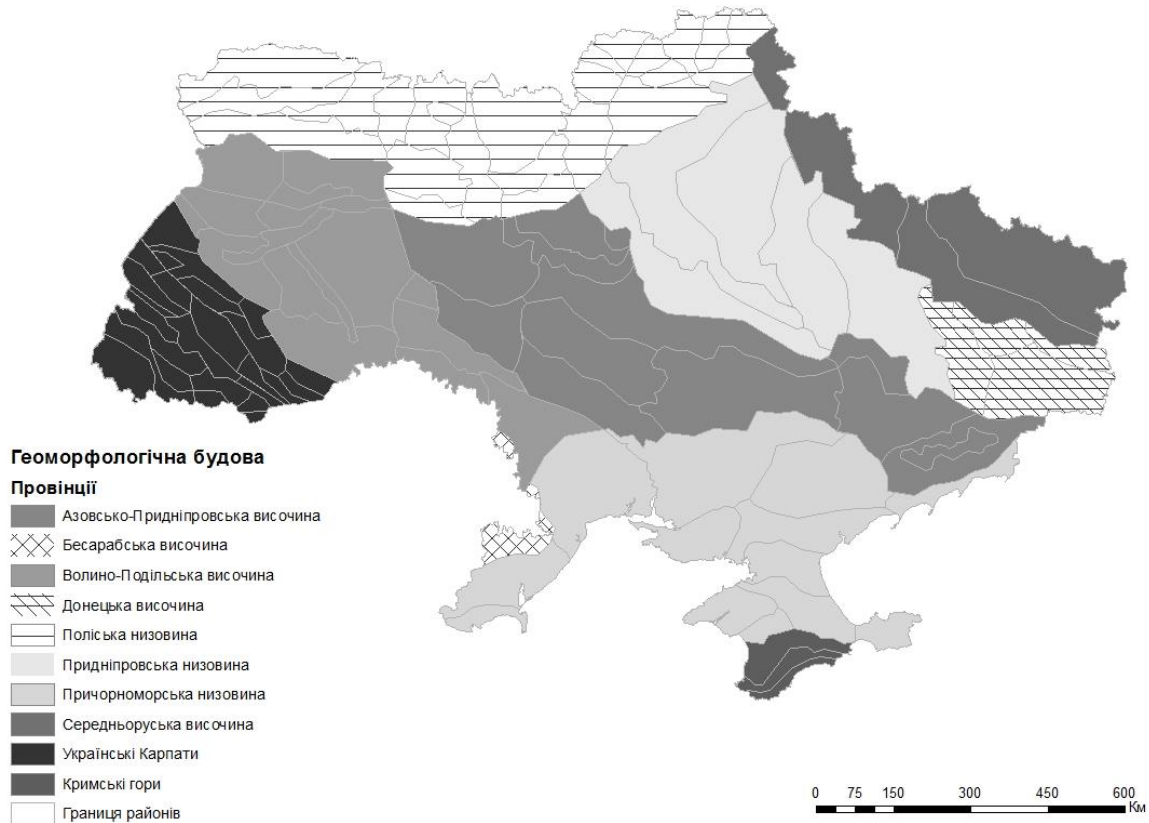 Геоморфологічна будова
Провінції
Азовсько-Придніпровська височина
Бесарабська височина
Волино-Подільська височина
Донецька височина
Поліська низовина
Придніпровська низовина
Причорноморська низовина
Середньоруська височина
Українські Карпати
Кримські гори
Границя районів
0 75 150 300 450 600
Км